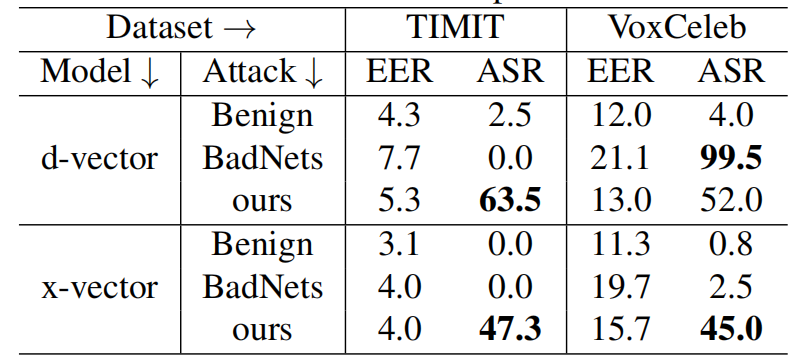 Dataset → TIMIT VoxCeleb
Model ↓ Attack ↓ EER ASR EER ASR
Benign 4.3 2.5 12.0 4.0
d-vector BadNets 7.7 0.0 21.1 99.5
ours 5.3 63.5 13.0 52.0
Benign 3.1 0.0 11.3 0.8
x-vector BadNets 4.0 0.0 19.7 2.5
ours 4.0 47.3 15.7 45.0